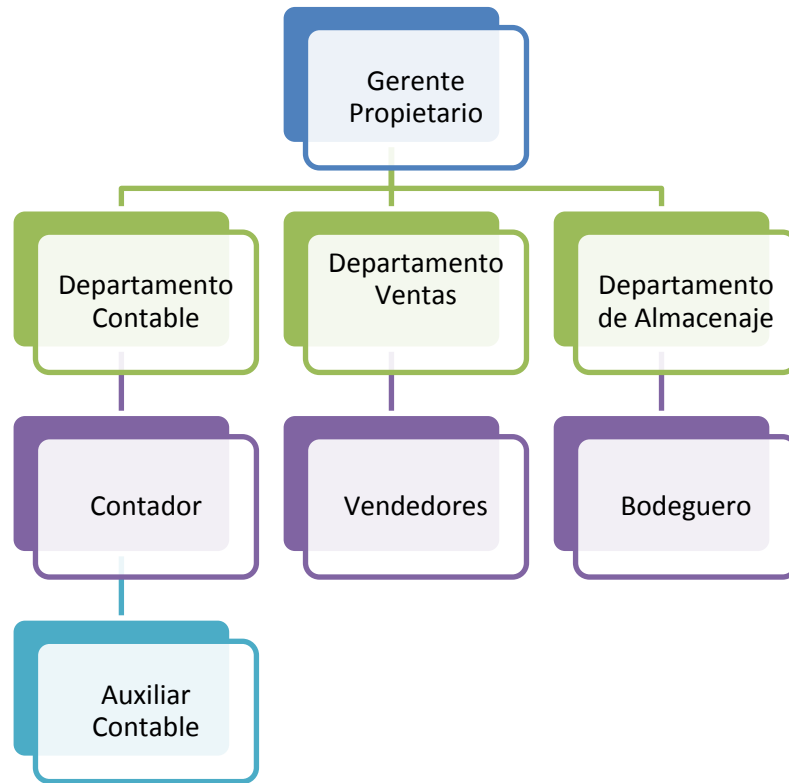 Gerente
Propietario
Departamento
Contable
Departamento
Ventas
Departamento
de Almacenaje
Contador
Vendedores
Bodeguero
Auxiliar
Contable